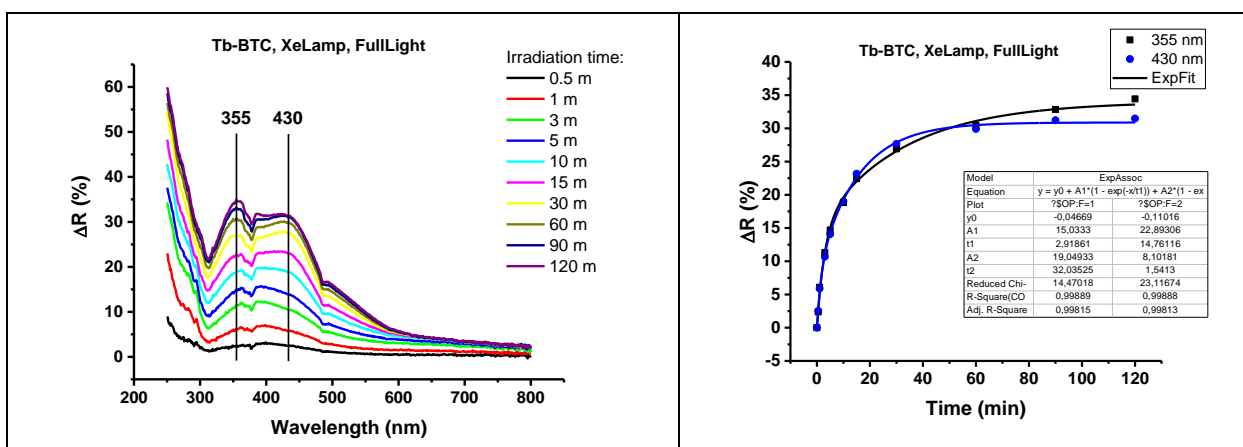 Tb-BTC, XeLamp, FullLight
Irradiation time:
0.5 m
1 m
3 m
5 m
10 m
15 m
30 m
60 m
90 m
120 m
355 430
60
50
40
30
20
10
0
ΔR (%)
200 300 400 500 600 700 800
Wavelength (nm)
Tb-BTC, XeLamp, FullLight
355 nm
430 nm
ExpFit
40
35
30
25
20
15
10
5
0
-5
ΔR (%)
Model ExpAssoc
Equation y = y0 + A1*(1 - exp(-x/t1)) + A2*(1 - ex
Plot ?$OP:F=1 ?$OP:F=2
y0 -0,04669 -0,11016
A1 15,0333 22,89306
t1 2,91861 14,76116
A2 19,04933 8,10181
t2 32,03525 1,5413
Reduced Chi- 14,47018 23,11674
R-Square(CO 0,99889 0,99888
Adj. R-Square 0,99815 0,99813
0 20 40 60 80 100 120
Time (min)